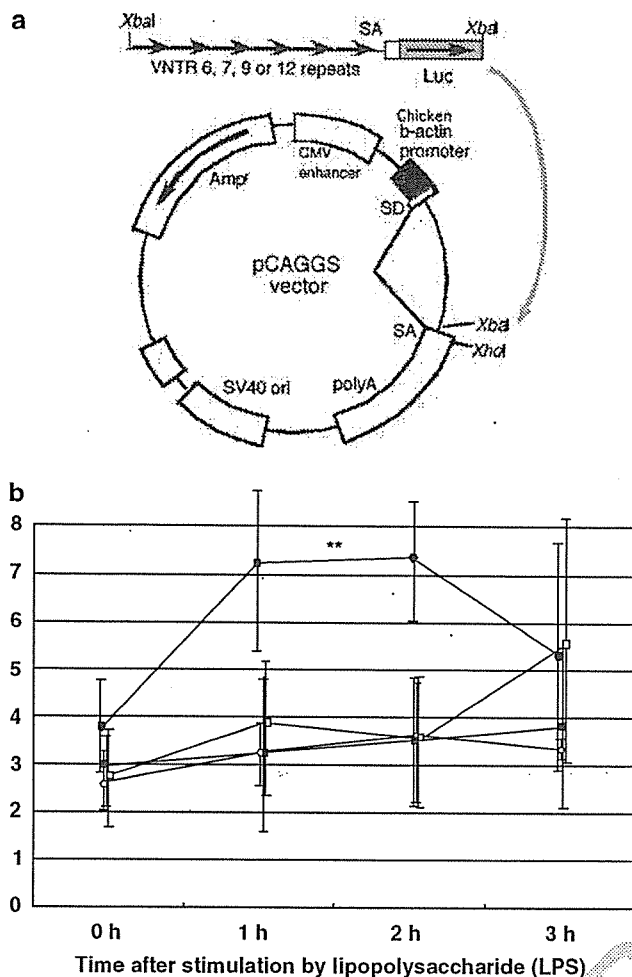 a
XbaI SA XbaI
VNTR 6, 7, 9 or 12 repeats
Luc
Chicken
b-actin
promoter
CMV
enhancer
Ampʳ
SD
pCAGGS
vector
SA
XbaI
XhoI
SV40 ori
polyA
b
8
**
7
6
5
4
3
2
1
0
0 h 1 h 2 h 3 h
Time after stimulation by lipopolysaccharide (LPS)